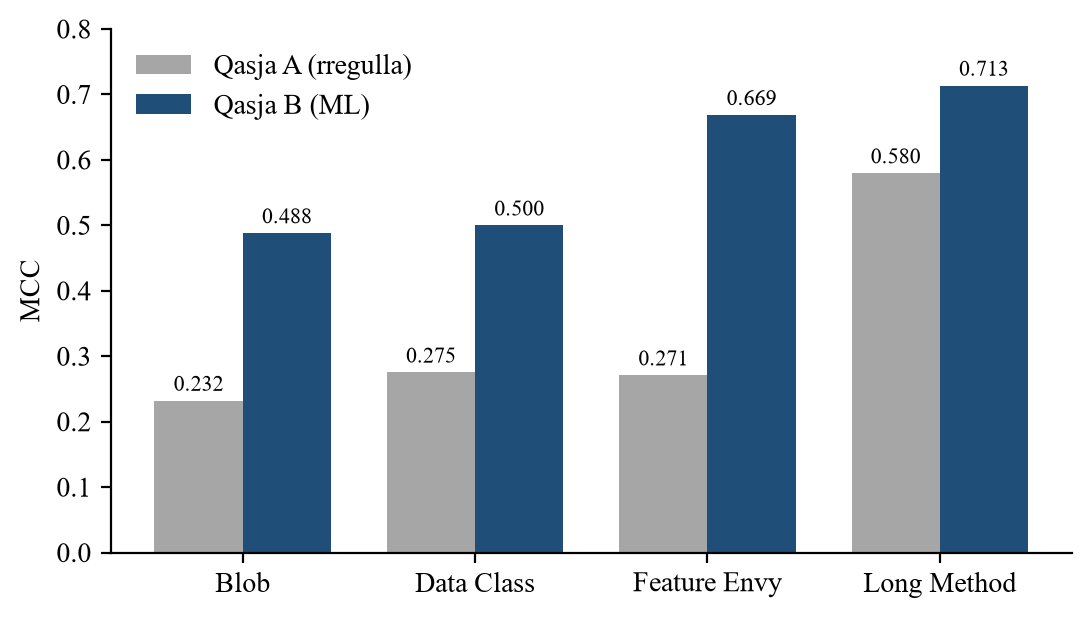 0.8
0.7
0.6
0.5
0.4
0.3
0.2
0.1
0.0
MCC
Qasja A (rregulla)
Qasja B (ML)
0.232
0.488
0.275
0.500
0.271
0.669
0.580
0.713
Blob
Data Class
Feature Envy
Long Method